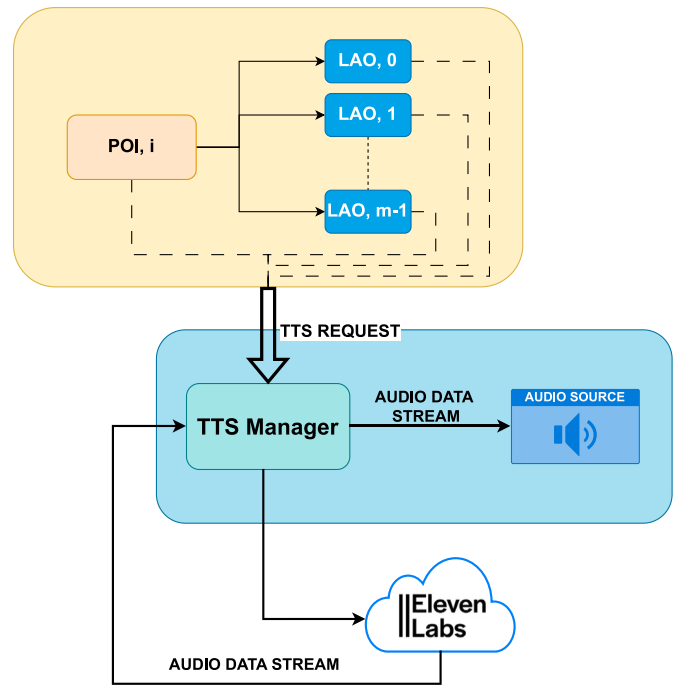 LAO, 0
LAO, 1
POI, i
LAO, m-1
TTS REQUEST
TTS Manager
AUDIO DATA
STREAM
AUDIO SOURCE
IIEleven
Labs
AUDIO DATA STREAM